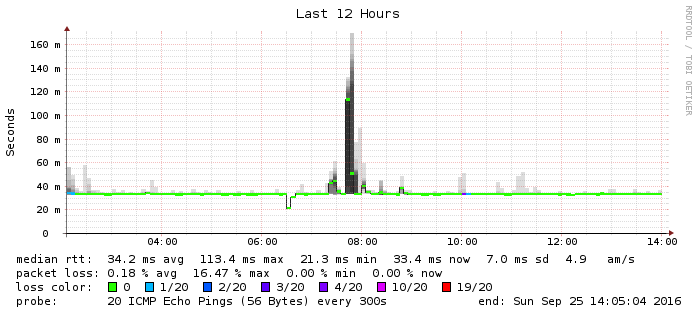 Last 12 Hours
RRDTOOL / TOBI OETIKER
Seconds
160 m
140 m
120 m
100 m
80 m
60 m
40 m
20 m
0
04:00 06:00 08:00 10:00 12:00 14:00
median rtt: 34.2 ms avg 113.4 ms max 21.3 ms min 33.4 ms now 7.0 ms sd 4.9 am/s
packet loss: 0.18 % avg 16.47 % max 0.00 % min 0.00 % now
loss color: 0 1/20 2/20 3/20 4/20 10/20 19/20
probe: 20 ICMP Echo Pings (56 Bytes) every 300s end: Sun Sep 25 14:05:04 2016